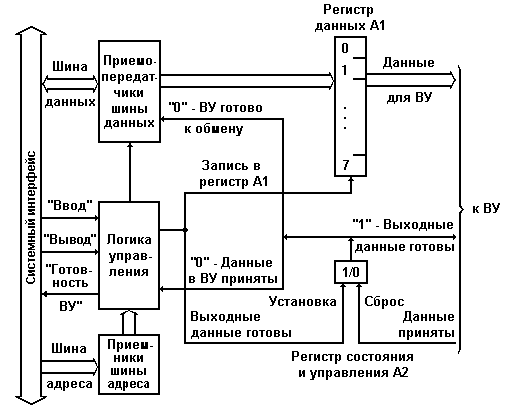 Регистр
данных А1
Шина
данных
Приемо-
передат-
чики
шины
данных
0
1
7
Данные
для ВУ
"0" - ВУ готово
к обмену
Запись в
регистр А1
Системный интерфейс
к ВУ
"Ввод"
"Вывод"
"Готов-
ность
ВУ"
Логика
управ-
ления
"0" - Данные
в ВУ приняты
"1" - Выходные
данные готовы
1/0
Установка
Сброс
Выходные
данные готовы
Данные
приняты
Шина
адреса
Прием-
ники
шины
адреса
Регистр состояния
и управления А2